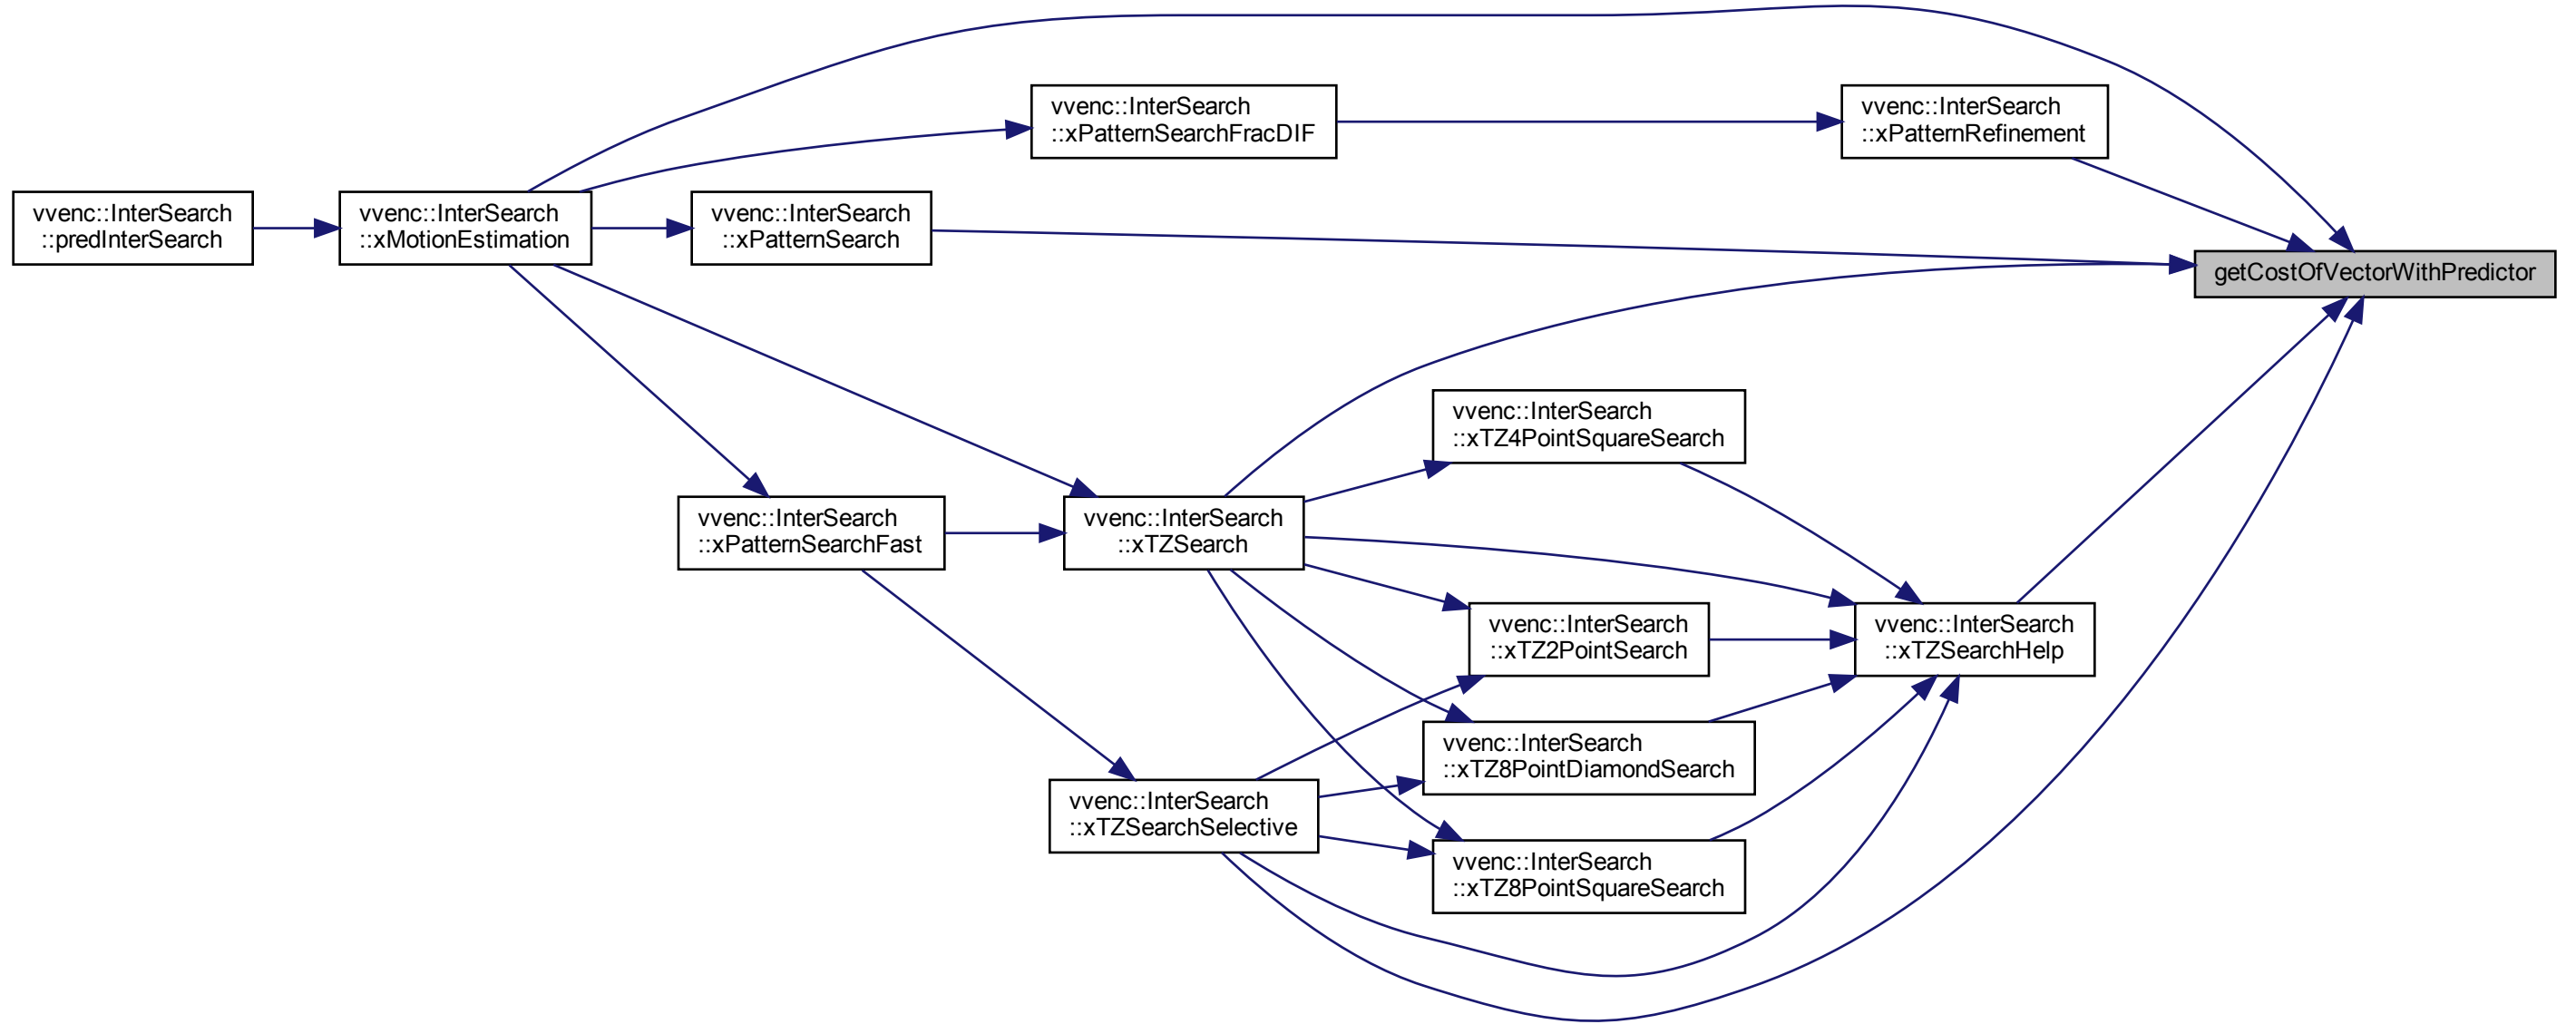 vvenc::InterSearch
::predInterSearch
vvenc::InterSearch
::xMotionEstimation
vvenc::InterSearch
::xPatternSearchFracDIF
vvenc::InterSearch
::xPatternSearch
vvenc::InterSearch
::xPatternRefinement
getCostOfVectorWithPredictor
vvenc::InterSearch
::xPatternSearchFast
vvenc::InterSearch
::xTZSearch
vvenc::InterSearch
::xTZ4PointSquareSearch
vvenc::InterSearch
::xTZ2PointSearch
vvenc::InterSearch
::xTZSearchHelp
vvenc::InterSearch
::xTZ8PointDiamondSearch
vvenc::InterSearch
::xTZSearchSelective
vvenc::InterSearch
::xTZ8PointSquareSearch